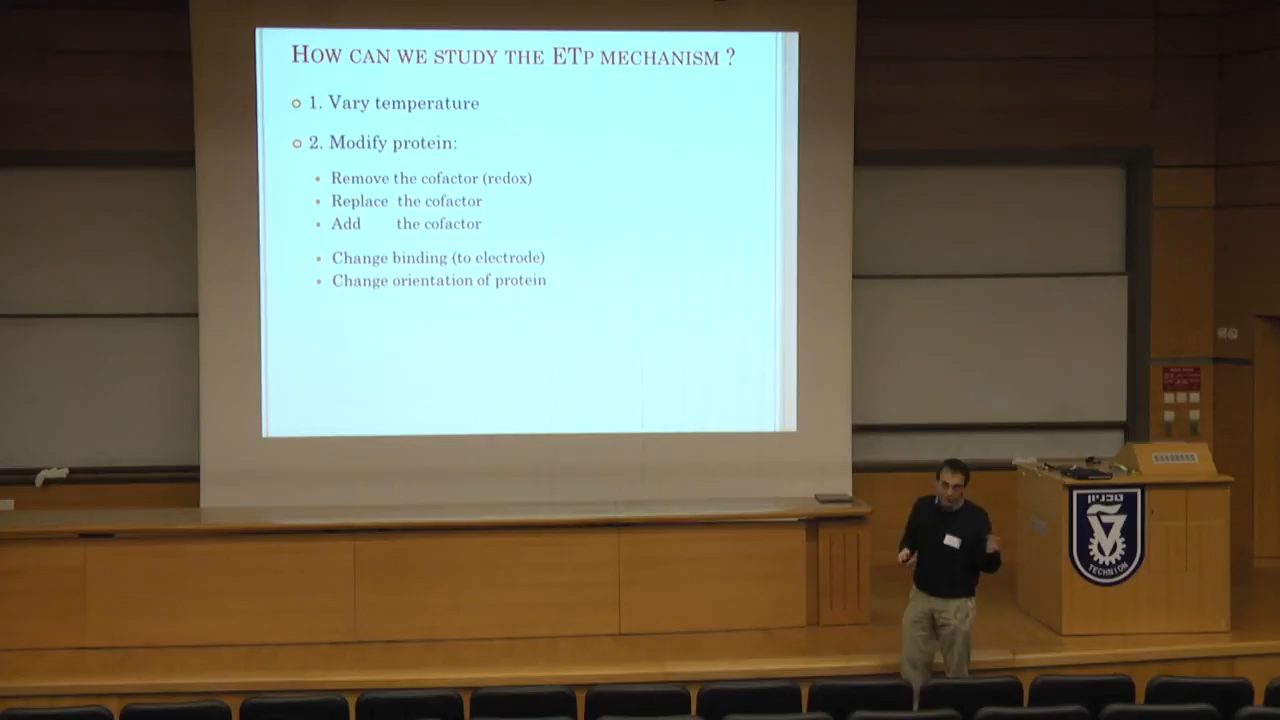 HOW CAN WE STUDY THE ETP MECHANISM ?
1. Vary temperature
2. Modify protein:
Remove the cofactor (redox)
Replace the cofactor
Add the cofactor
Change binding (to electrode)
Change orientation of protein
הטכניון
TECHNION